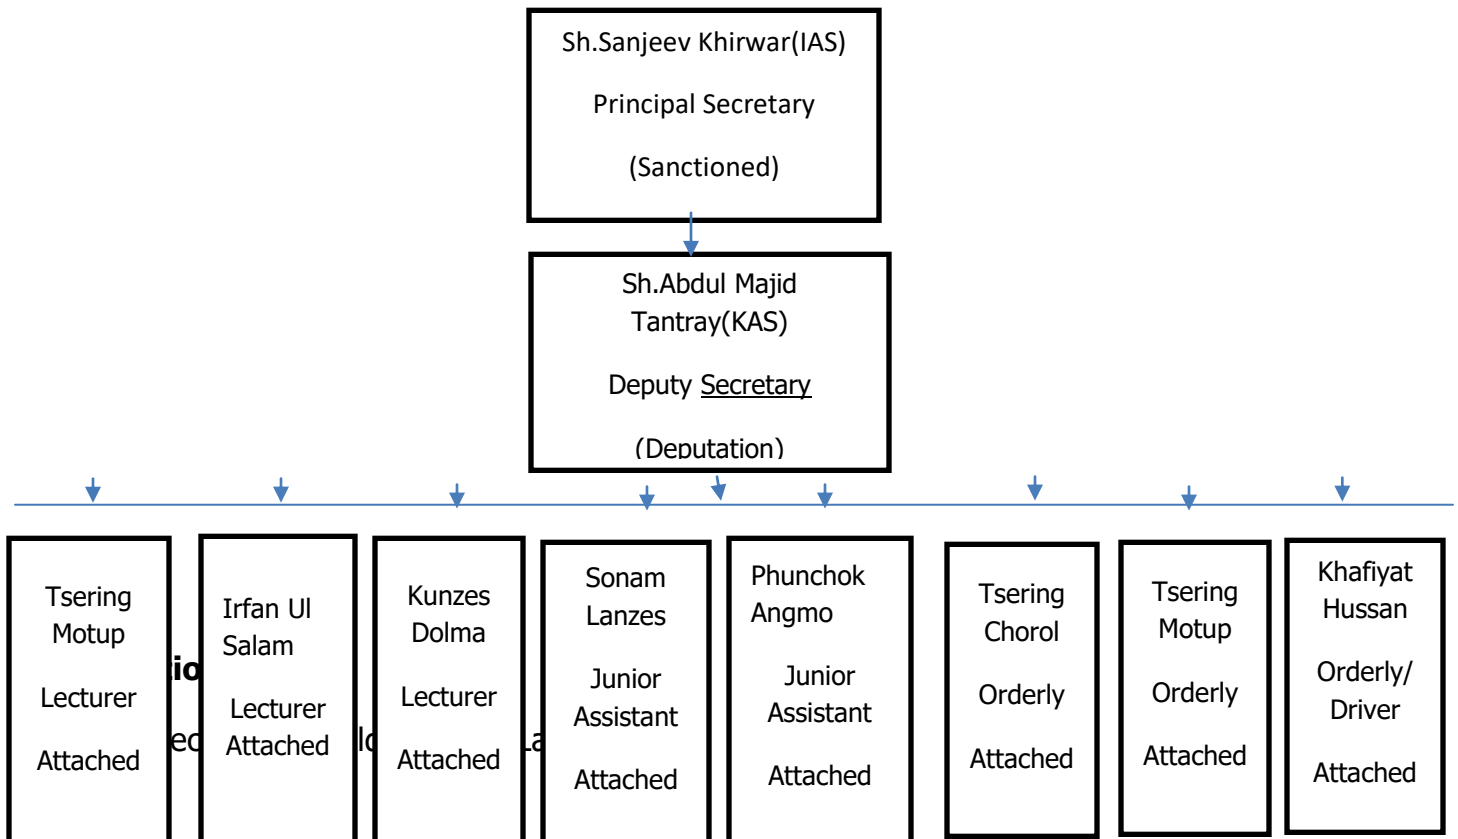 Sh.Sanjeev Khirwar(IAS)
Principal Secretary
(Sanctioned)
Sh.Abdul Majid
Tantray(KAS)
Deputy Secretary
(Deputation)
Tsering
Motup
Lecturer
Attached
Irfan Ul
Salam
Lecturer
Attached
Kunzes
Dolma
Lecturer
Attached
Sonam
Lanzes
Junior
Assistant
Attached
Phunchok
Angmo
Junior
Assistant
Attached
Tsering
Chorol
Orderly
Attached
Tsering
Motup
Orderly
Attached
Khafiyat
Hussan
Orderly/
Driver
Attached